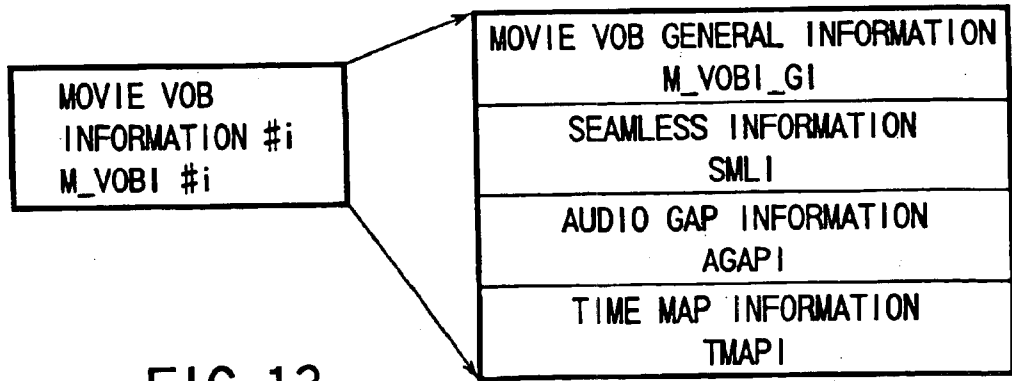 MOVIE VOB
INFORMATION #i
M_VOBI #i
MOVIE VOB GENERAL INFORMATION
M_VOBI_GI
SEAMLESS INFORMATION
SMLI
AUDIO GAP INFORMATION
AGAPI
TIME MAP INFORMATION
TMAPI